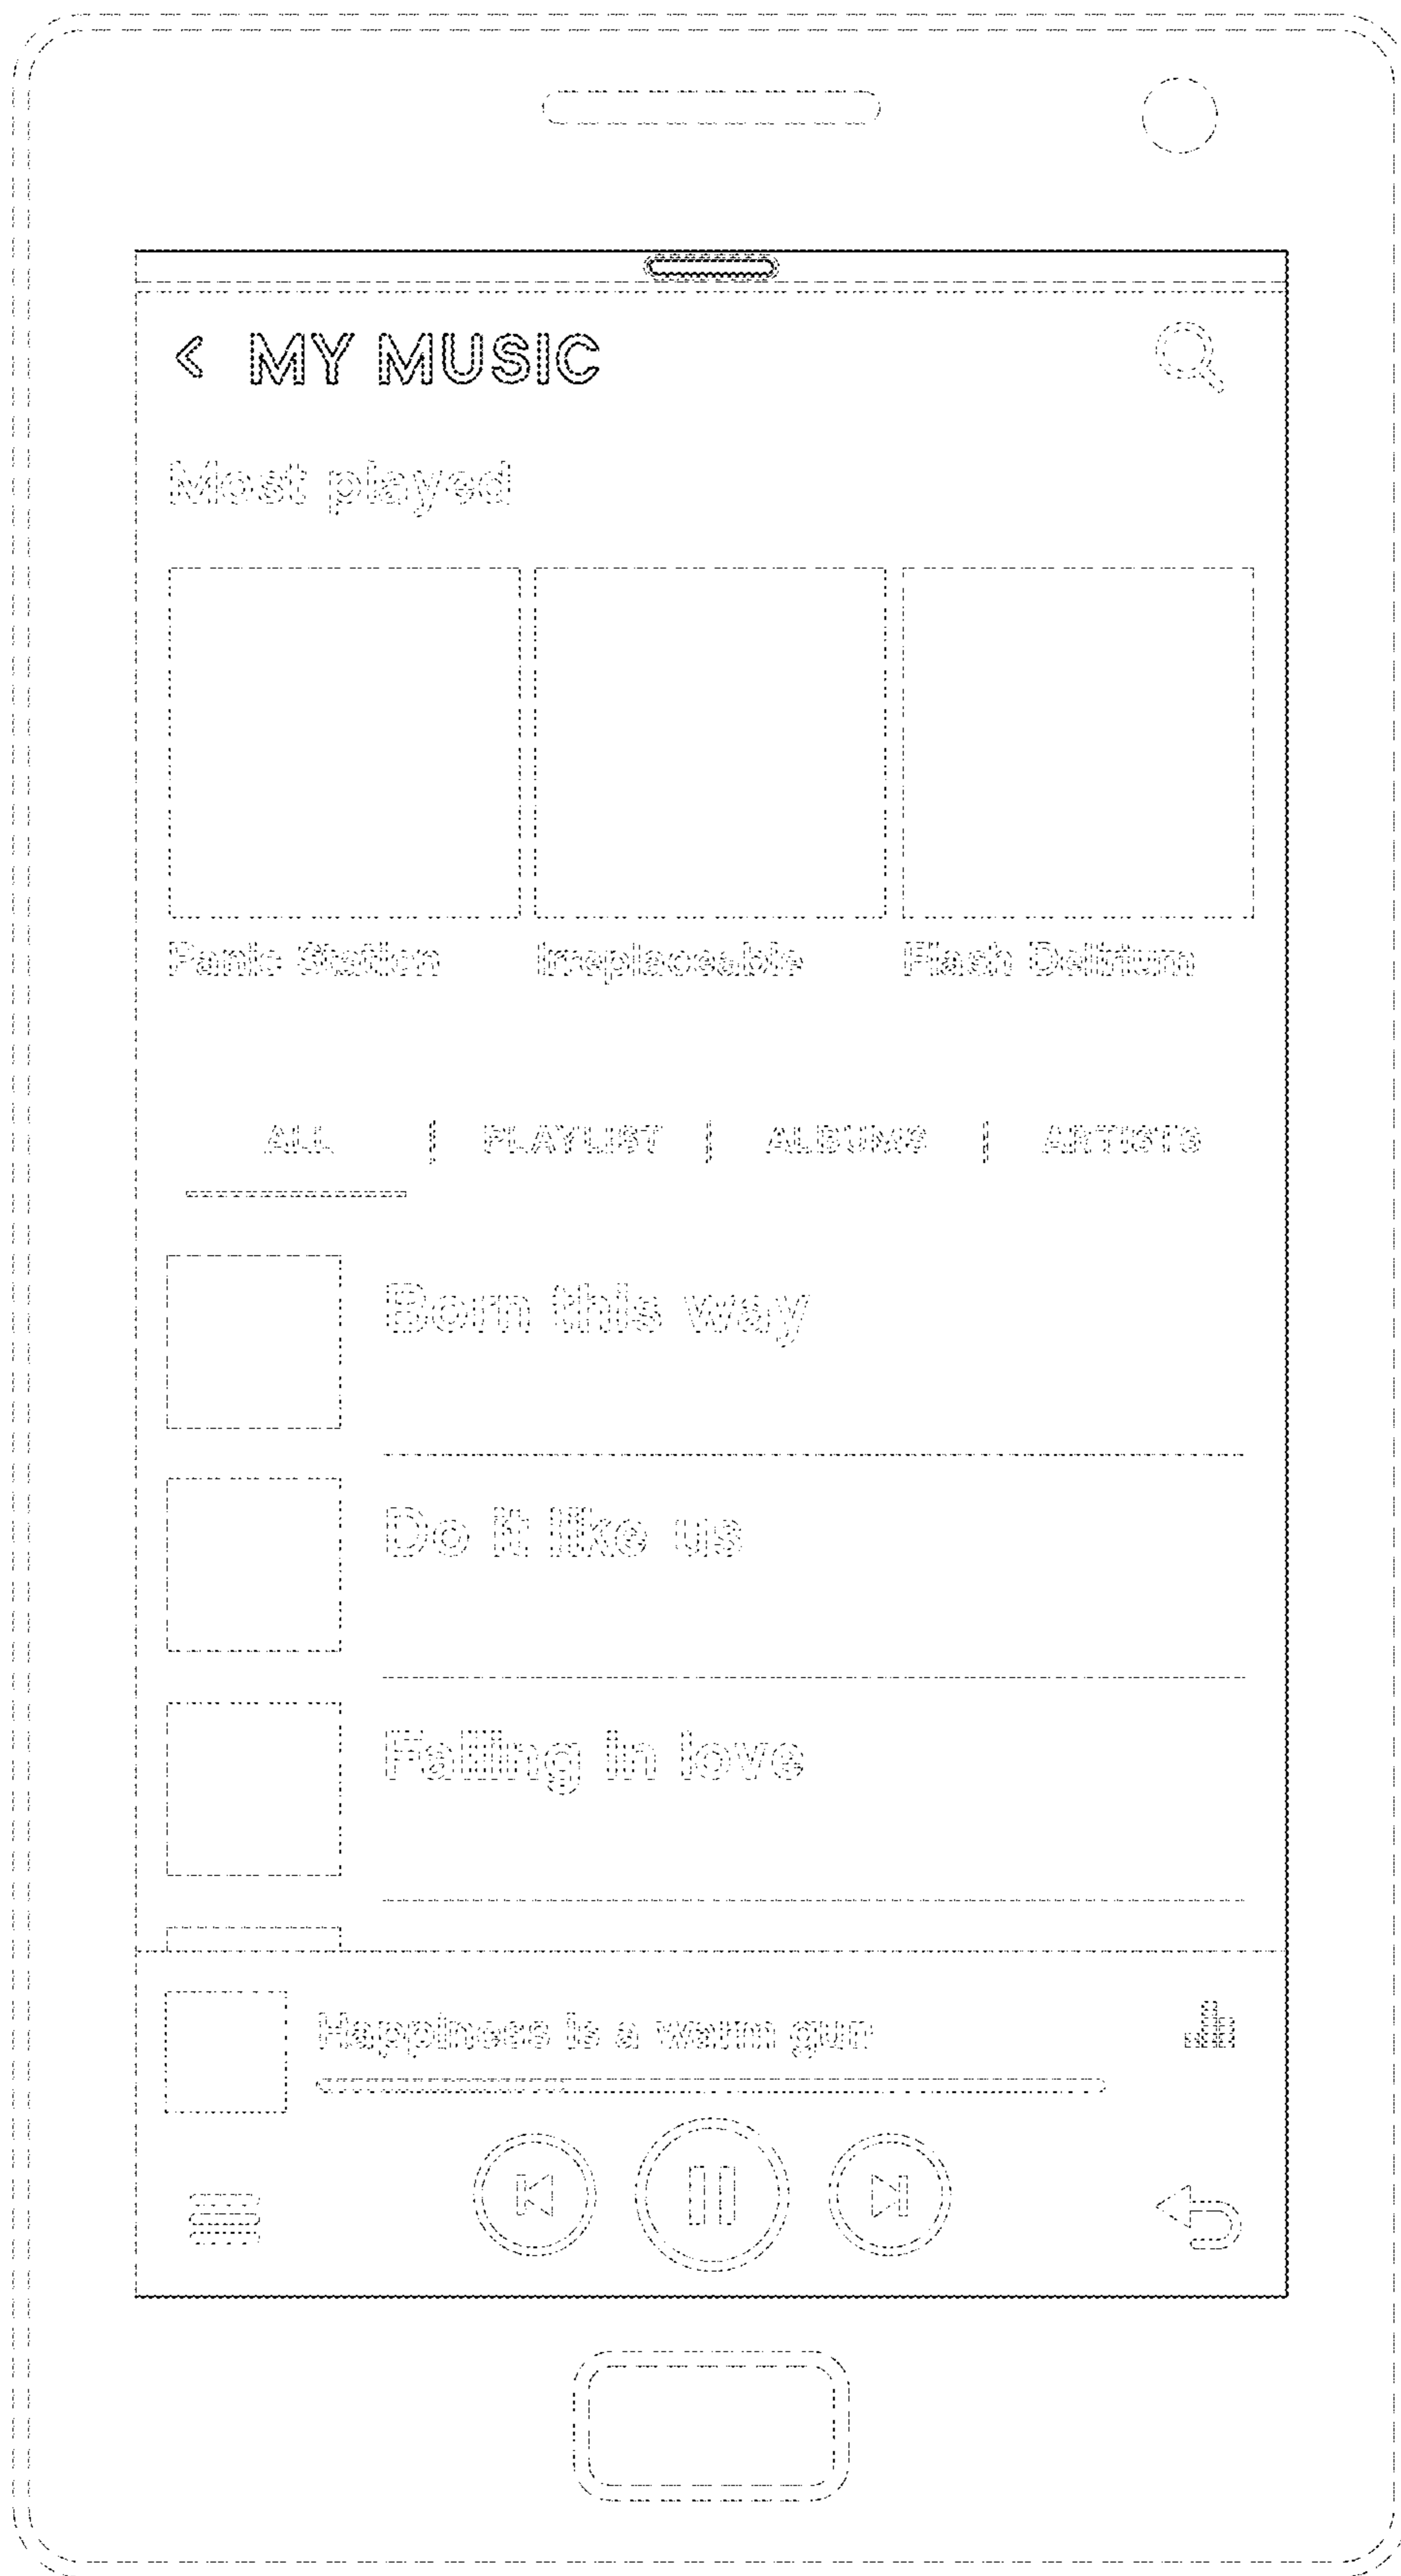 MY MUSIC
Most played
Panic Station Irreplaceable Flash Delirium
ALL | PLAYLIST | ALBUMS | ARTISTS
Born this way
Do it like us
Falling in love
Happiness is a warm gun